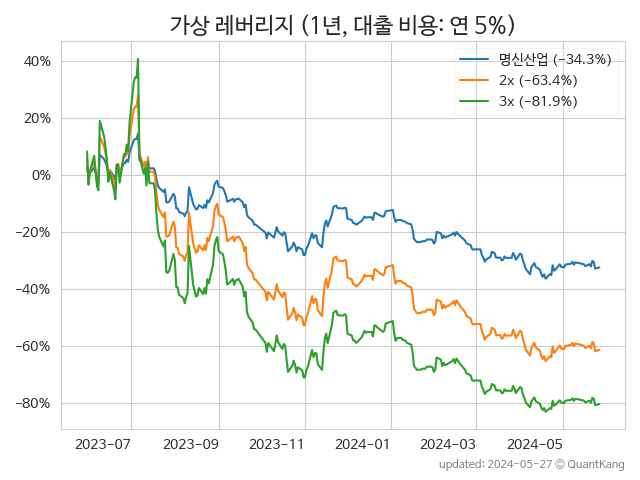 가상 레버리지 (1년, 대출 비용: 연 5%)
명신산업 (−34.3%)
2x (−63.4%)
3x (−81.9%)
40%
20%
0%
−20%
−40%
−60%
−80%
2023-07
2023-09
2023-11
2024-01
2024-03
2024-05
updated: 2024-05-27 © QuantKang